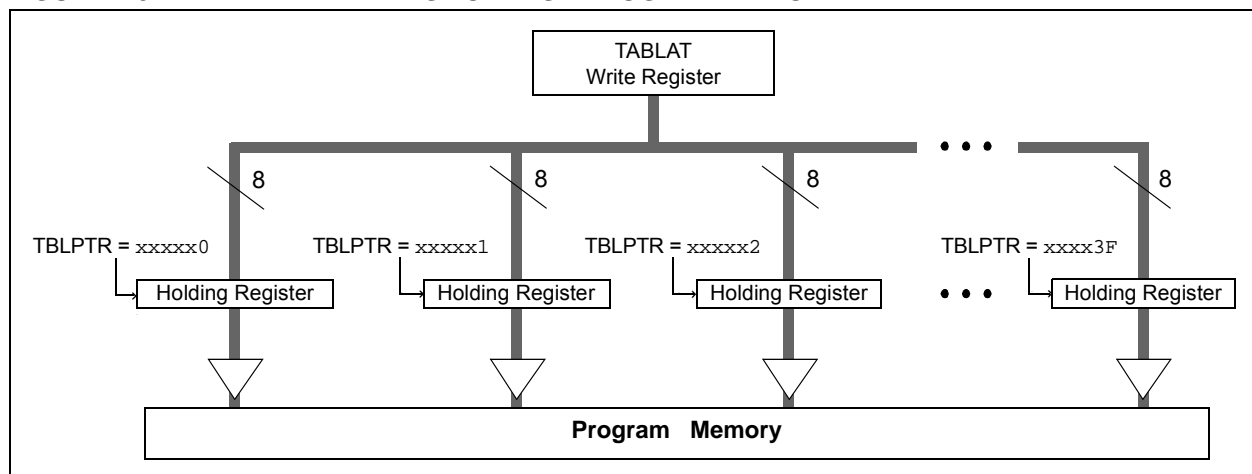 TABLAT
Write Register
8
8
8
8
TBLPTR = xxxxx0
TBLPTR = xxxxx1
TBLPTR = xxxxx2
TBLPTR = xxxx3F
Holding Register
Holding Register
Holding Register
Holding Register
Program Memory